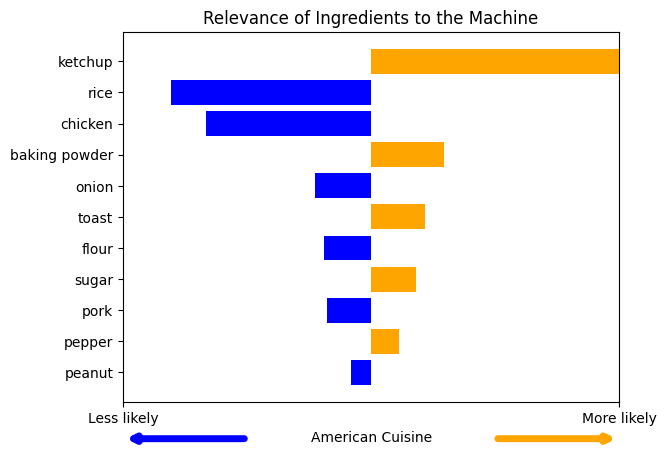 Relevance of Ingredients to the Machine
ketchup
rice
chicken
baking powder
onion
toast
flour
sugar
pork
pepper
peanut
Less likely
More likely
American Cuisine